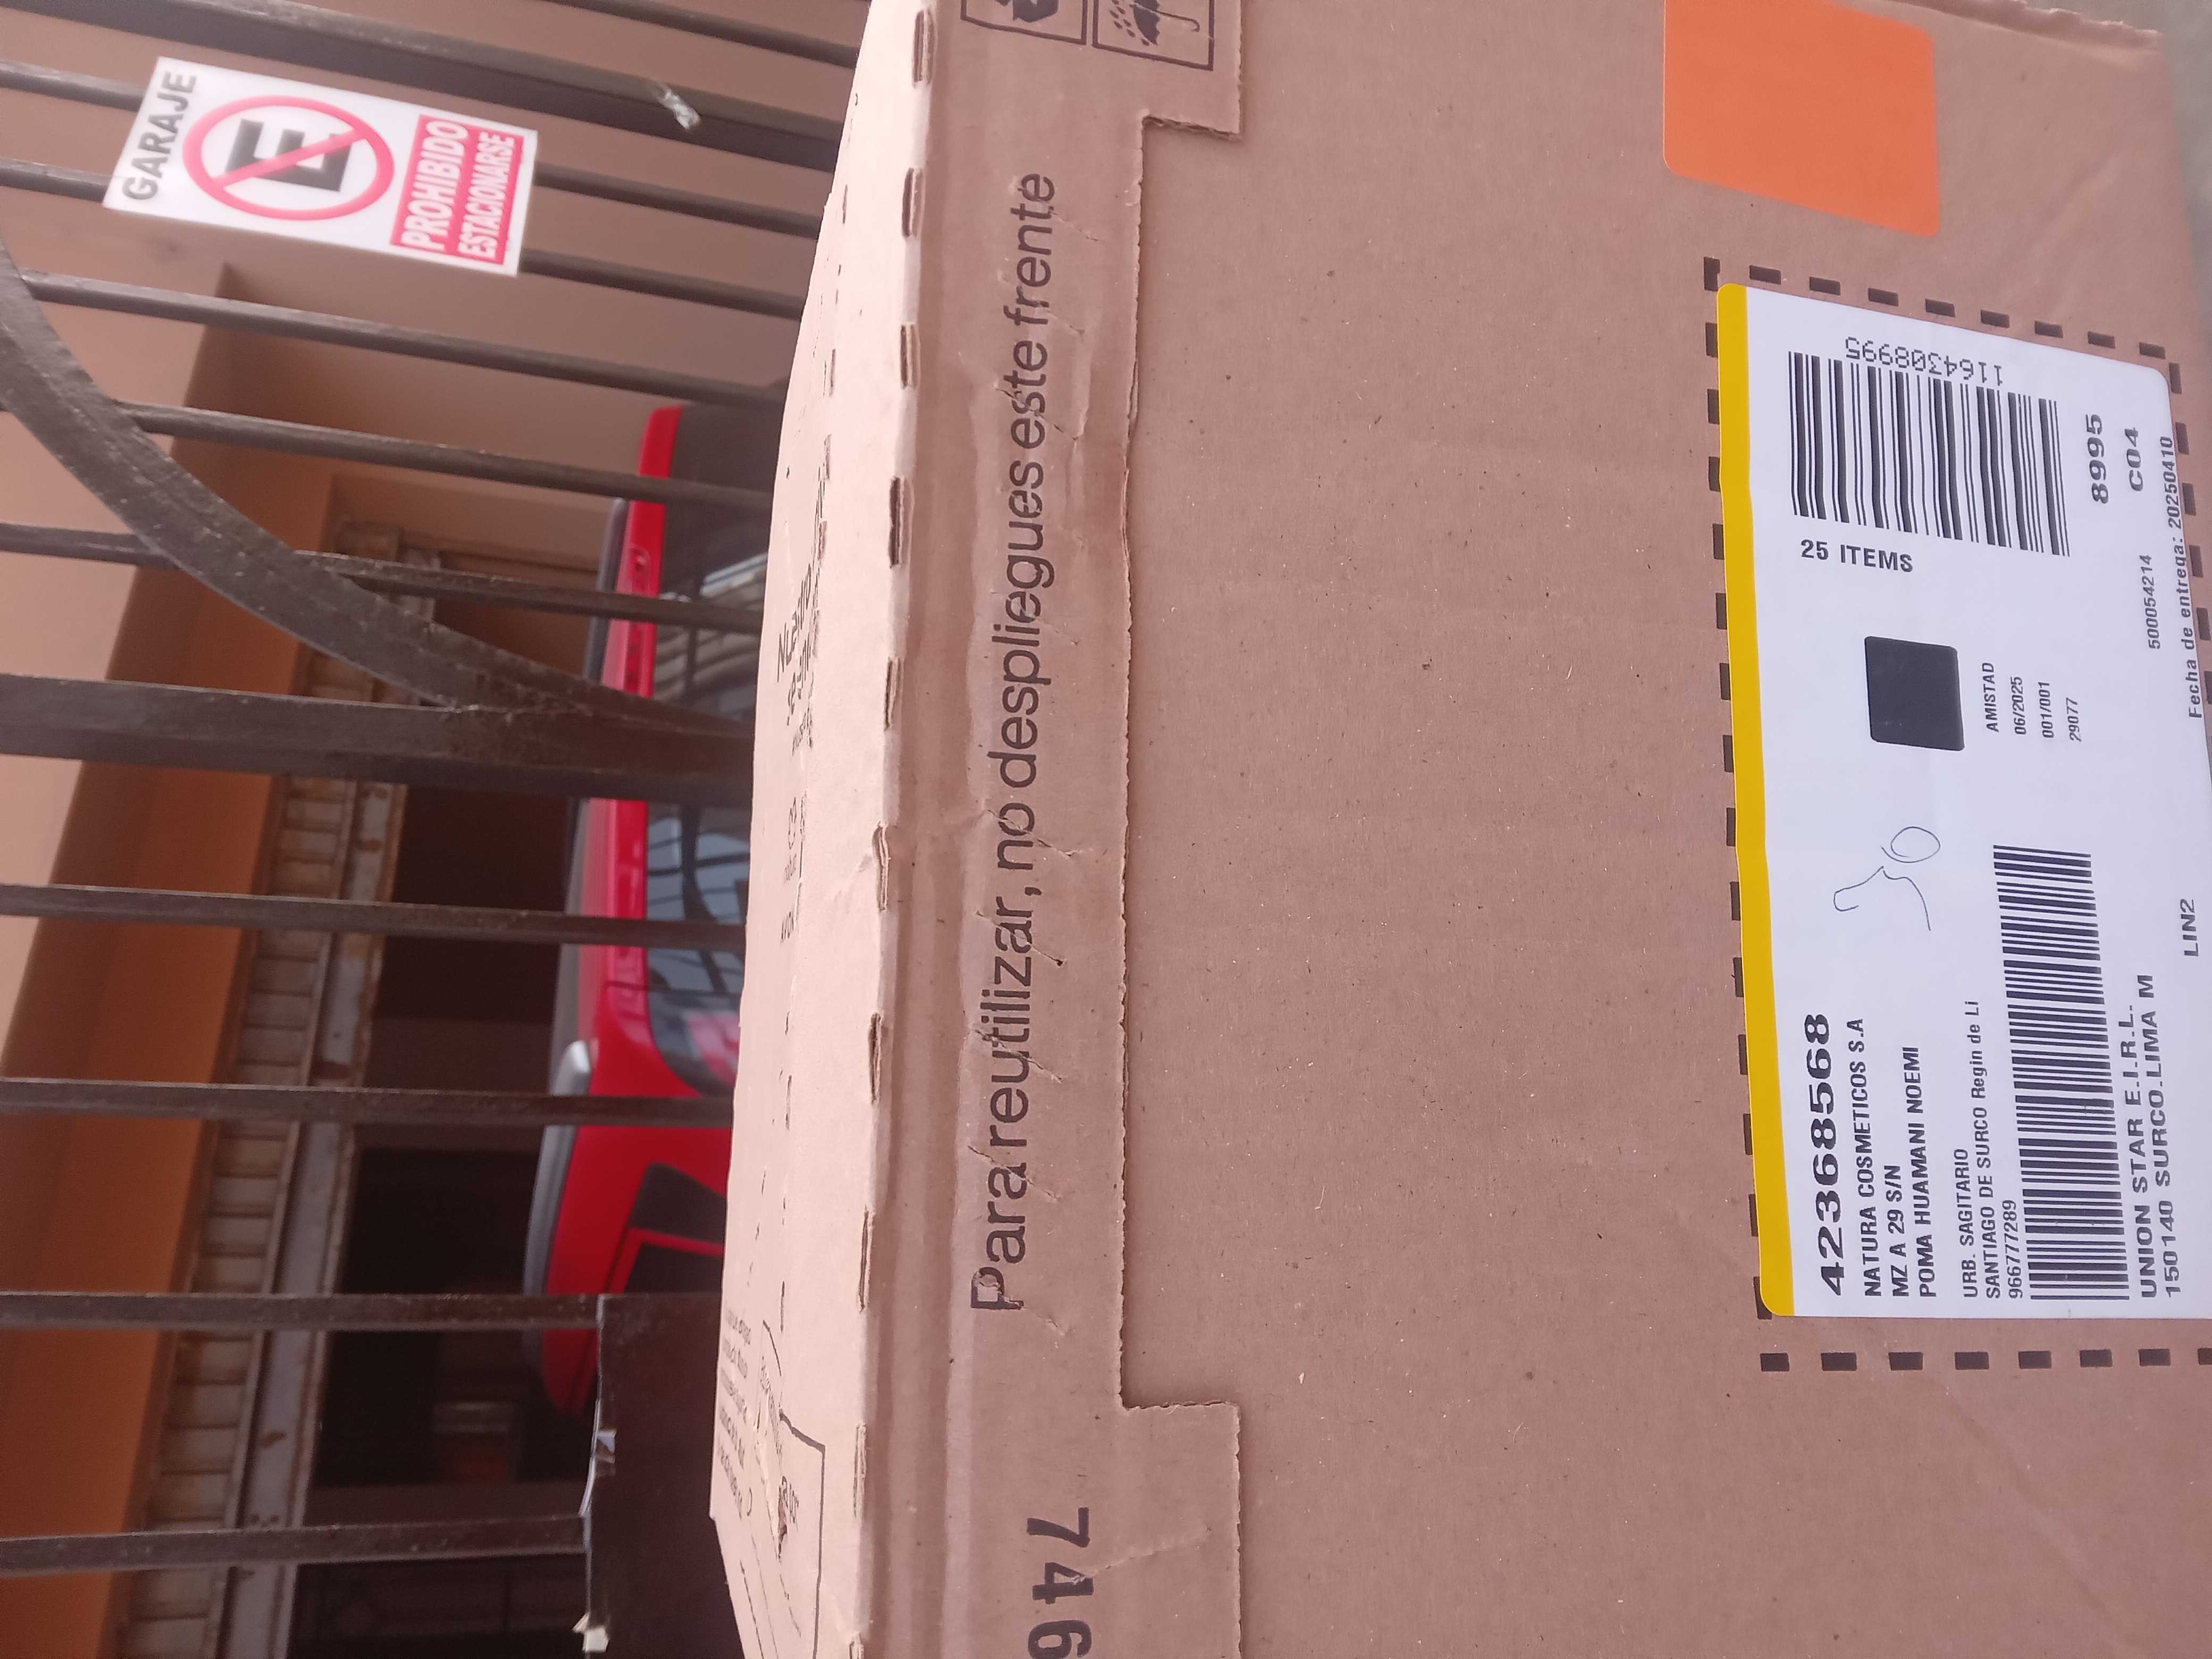 GARAJE
E
PROHIBIDO
ESTACIONARSE
Para reutilizar, no despliegues este frente
746
42368568
NATURA COSMETICOS S.A
MZ A 29 S/N
POMA HUAMANI NOEMI
URB. SAGITARIO
SANTIAGO DE SURCO Regin de Li
966777289
UNION STAR E.I.R.L.
150140 SURCO.LIMA M
LIN2
25 ITEMS
AMISTAD
06/2025
001/001
29077
1164308995
8995
C04
500054214
Fecha de entrega: 20250410